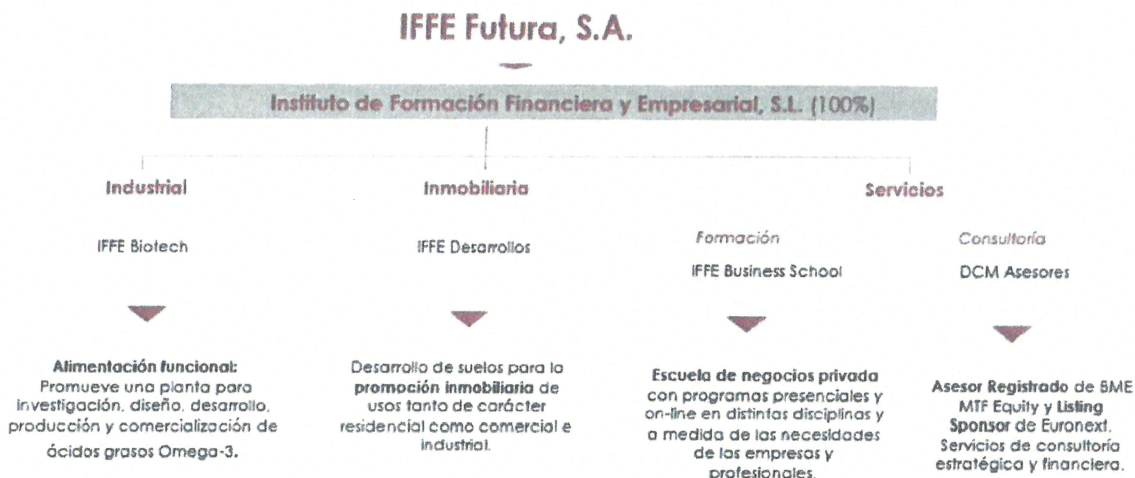 IFFE Futura, S.A.
Instituto de Formación Financiera y Empresarial, S.L. (100%)
Industrial
Inmobiliaria
Servicios
IFFE Biotech
IFFE Desarrollos
Formación
Consultoría
IFFE Business School
DCM Asesores
Alimentación funcional:
Promueve una planta para
investigación, diseño, desarrollo,
producción y comercialización de
ácidos grasos Omega-3.
Desarrollo de suelos para la
promoción inmobiliaria de
usos tanto de carácter
residencial como comercial e
industrial.
Escuela de negocios privada
con programas presenciales y
on-line en distintas disciplinas y
a medida de las necesidades
de las empresas y
profesionales.
Asesor Registrado de BME
MTF Equity y Listing
Sponsor de Euronext.
Servicios de consultoría
estratégica y financiera.